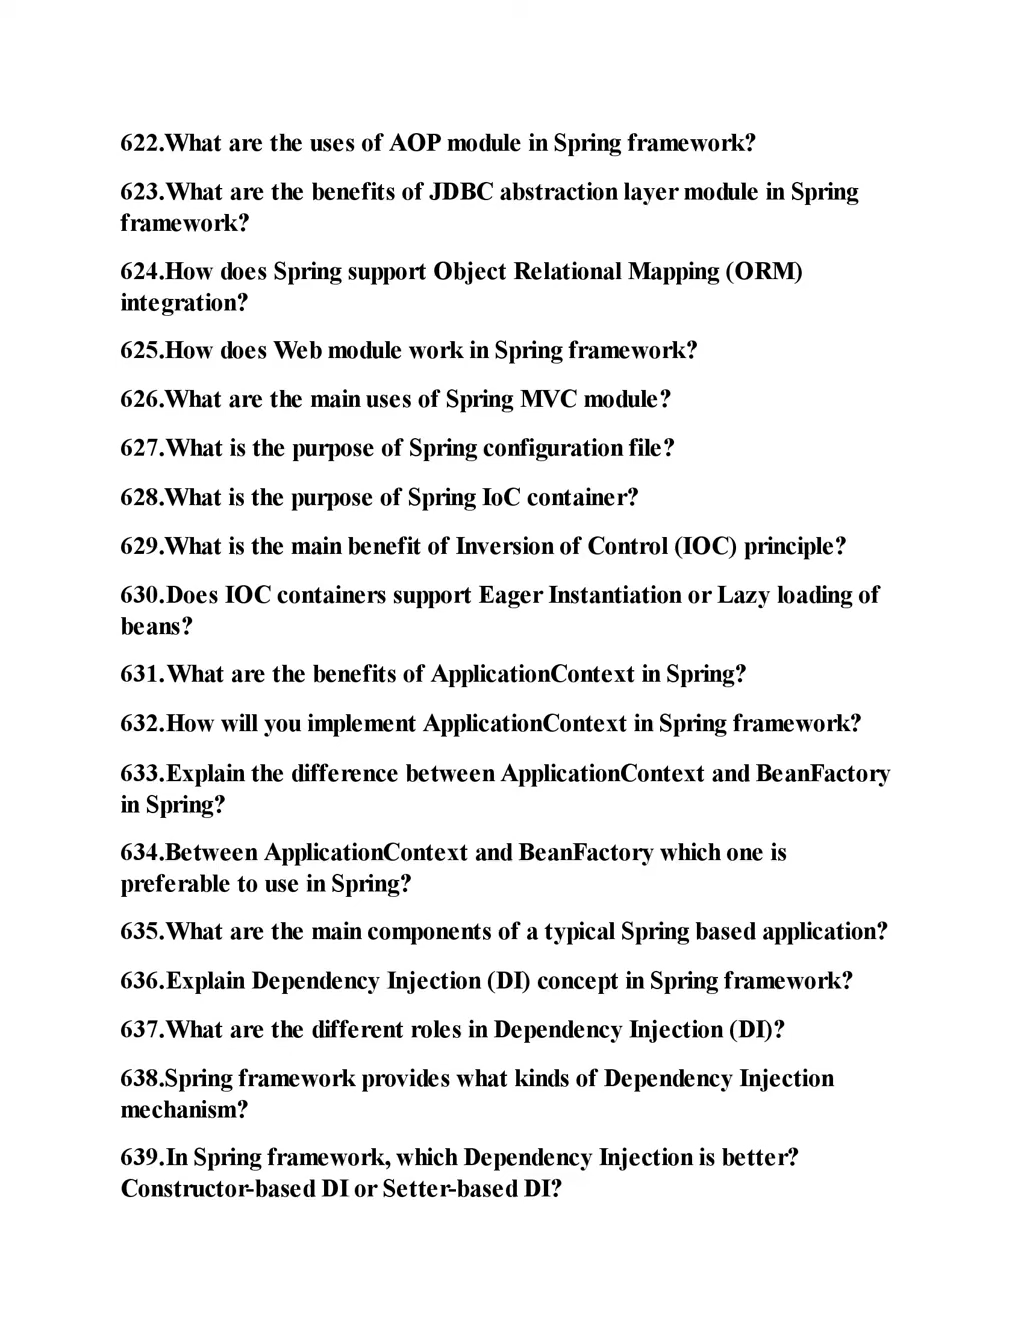 622.What are the uses of AOP module in Spring framework?
623.What are the benefits of JDBC abstraction layer module in Spring
framework?
624.How does Spring support Object Relational Mapping (ORM)
integration?
625.How does Web module work in Spring framework?
626.What are the main uses of Spring MVC module?
627.What is the purpose of Spring configuration file?
628.What is the purpose of Spring IoC container?
629.What is the main benefit of Inversion of Control (IOC) principle?
630.Does IOC containers support Eager Instantiation or Lazy loading of
beans?
631.What are the benefits of ApplicationContext in Spring?
632.How will you implement ApplicationContext in Spring framework?
633.Explain the difference between ApplicationContext and BeanFactory
in Spring?
634.Between ApplicationContext and BeanFactory which one is
preferable to use in Spring?
635.What are the main components of a typical Spring based application?
636.Explain Dependency Injection (DI) concept in Spring framework?
637.What are the different roles in Dependency Injection (DI)?
638.Spring framework provides what kinds of Dependency Injection
mechanism?
639.In Spring framework, which Dependency Injection is better?
Constructor-based DI or Setter-based DI?